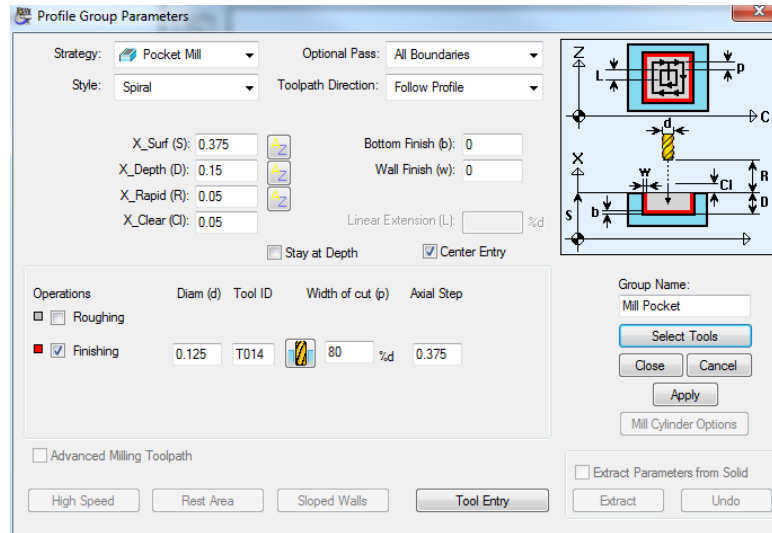 Profile Group Parameters
Strategy: Pocket Mill Optional Pass: All Boundaries
Style: Spiral Toolpath Direction: Follow Profile
X_Surf (S): 0.375 Bottom Finish (b): 0
X_Depth (D): 0.15 Wall Finish (w): 0
X_Rapid (R): 0.05
X_Clear (Cl): 0.05 Linear Extension (L): %d
Stay at Depth Center Entry
Z
L
p
C
d
X
w
Cl
R
D
S
b
Operations Diam (d) Tool ID Width of cut (p) Axial Step
Roughing
Finishing 0.125 T014 80 %d 0.375
Group Name:
Mill Pocket
Select Tools
Close Cancel
Apply
Mill Cylinder Options
Advanced Milling Toolpath
High Speed Rest Area Sloped Walls Tool Entry
Extract Parameters from Solid
Extract Undo